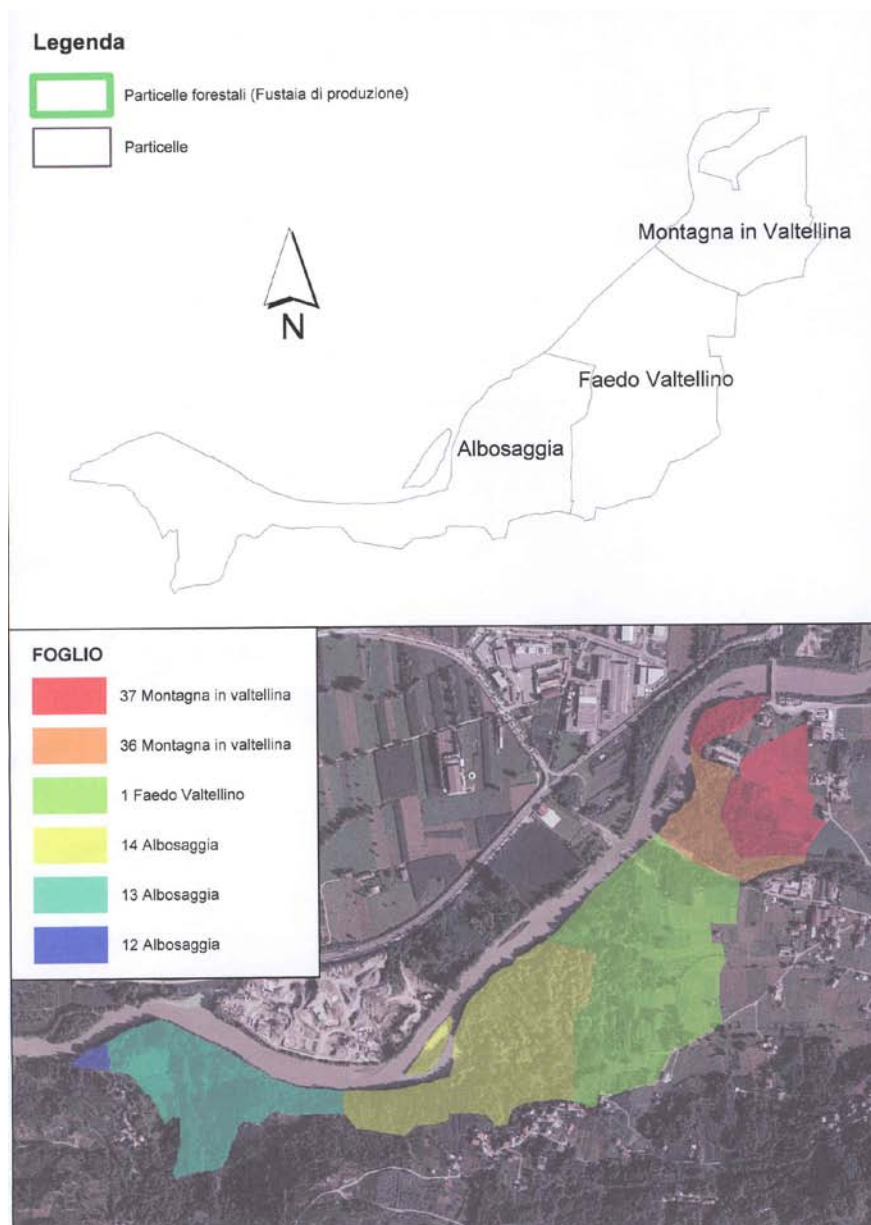 Legenda
Particelle forestali (Fustaia di produzione)
Particelle
Montagna in Valtellina
N
Faedo Valtellino
Albosaggia
FOGLIO
37 Montagna in valtellina
36 Montagna in valtellina
1 Faedo Valtellino
14 Albosaggia
13 Albosaggia
12 Albosaggia